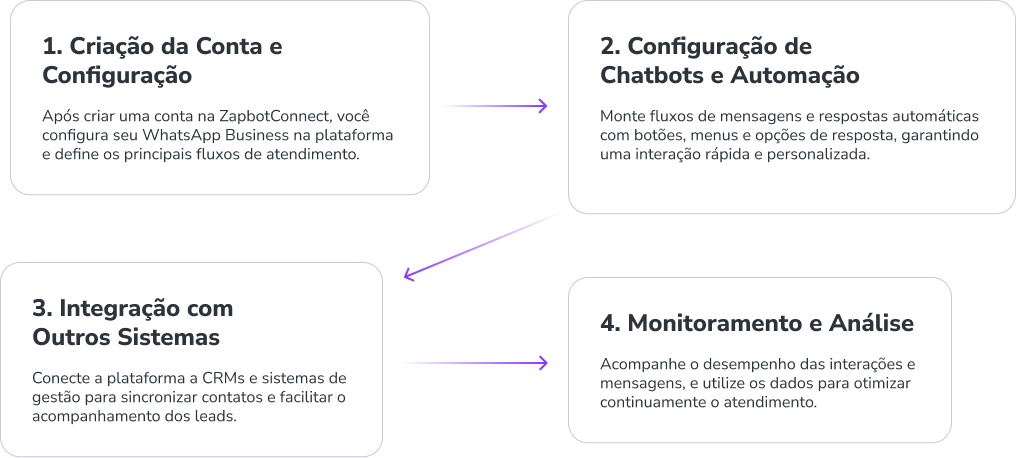 1. Criação da Conta e
Configuração
Após criar uma conta na ZapbotConnect, você
configura seu WhatsApp Business na plataforma
e define os principais fluxos de atendimento.
2. Configuração de
Chatbots e Automação
Monte fluxos de mensagens e respostas automáticas
com botões, menus e opções de resposta, garantindo
uma interação rápida e personalizada.
3. Integração com
Outros Sistemas
Conecte a plataforma a CRMs e sistemas de
gestão para sincronizar contatos e facilitar o
acompanhamento dos leads.
4. Monitoramento e Análise
Acompanhe o desempenho das interações e
mensagens, e utilize os dados para otimizar
continuamente o atendimento.